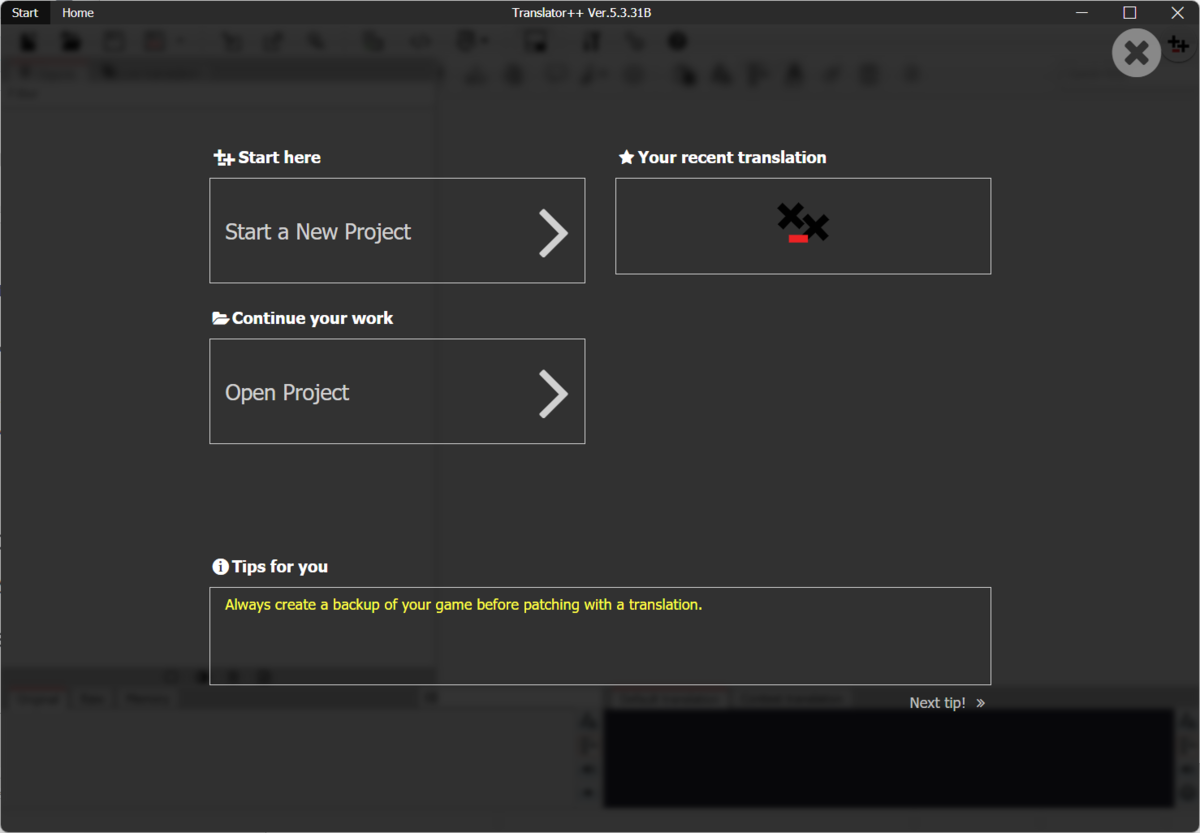 Start Home Translator++ Ver.5.3.31B
Start here
Your recent translation
Start a New Project
Continue your work
Open Project
Tips for you
Always create a backup of your game before patching with a translation.
Next tip! »